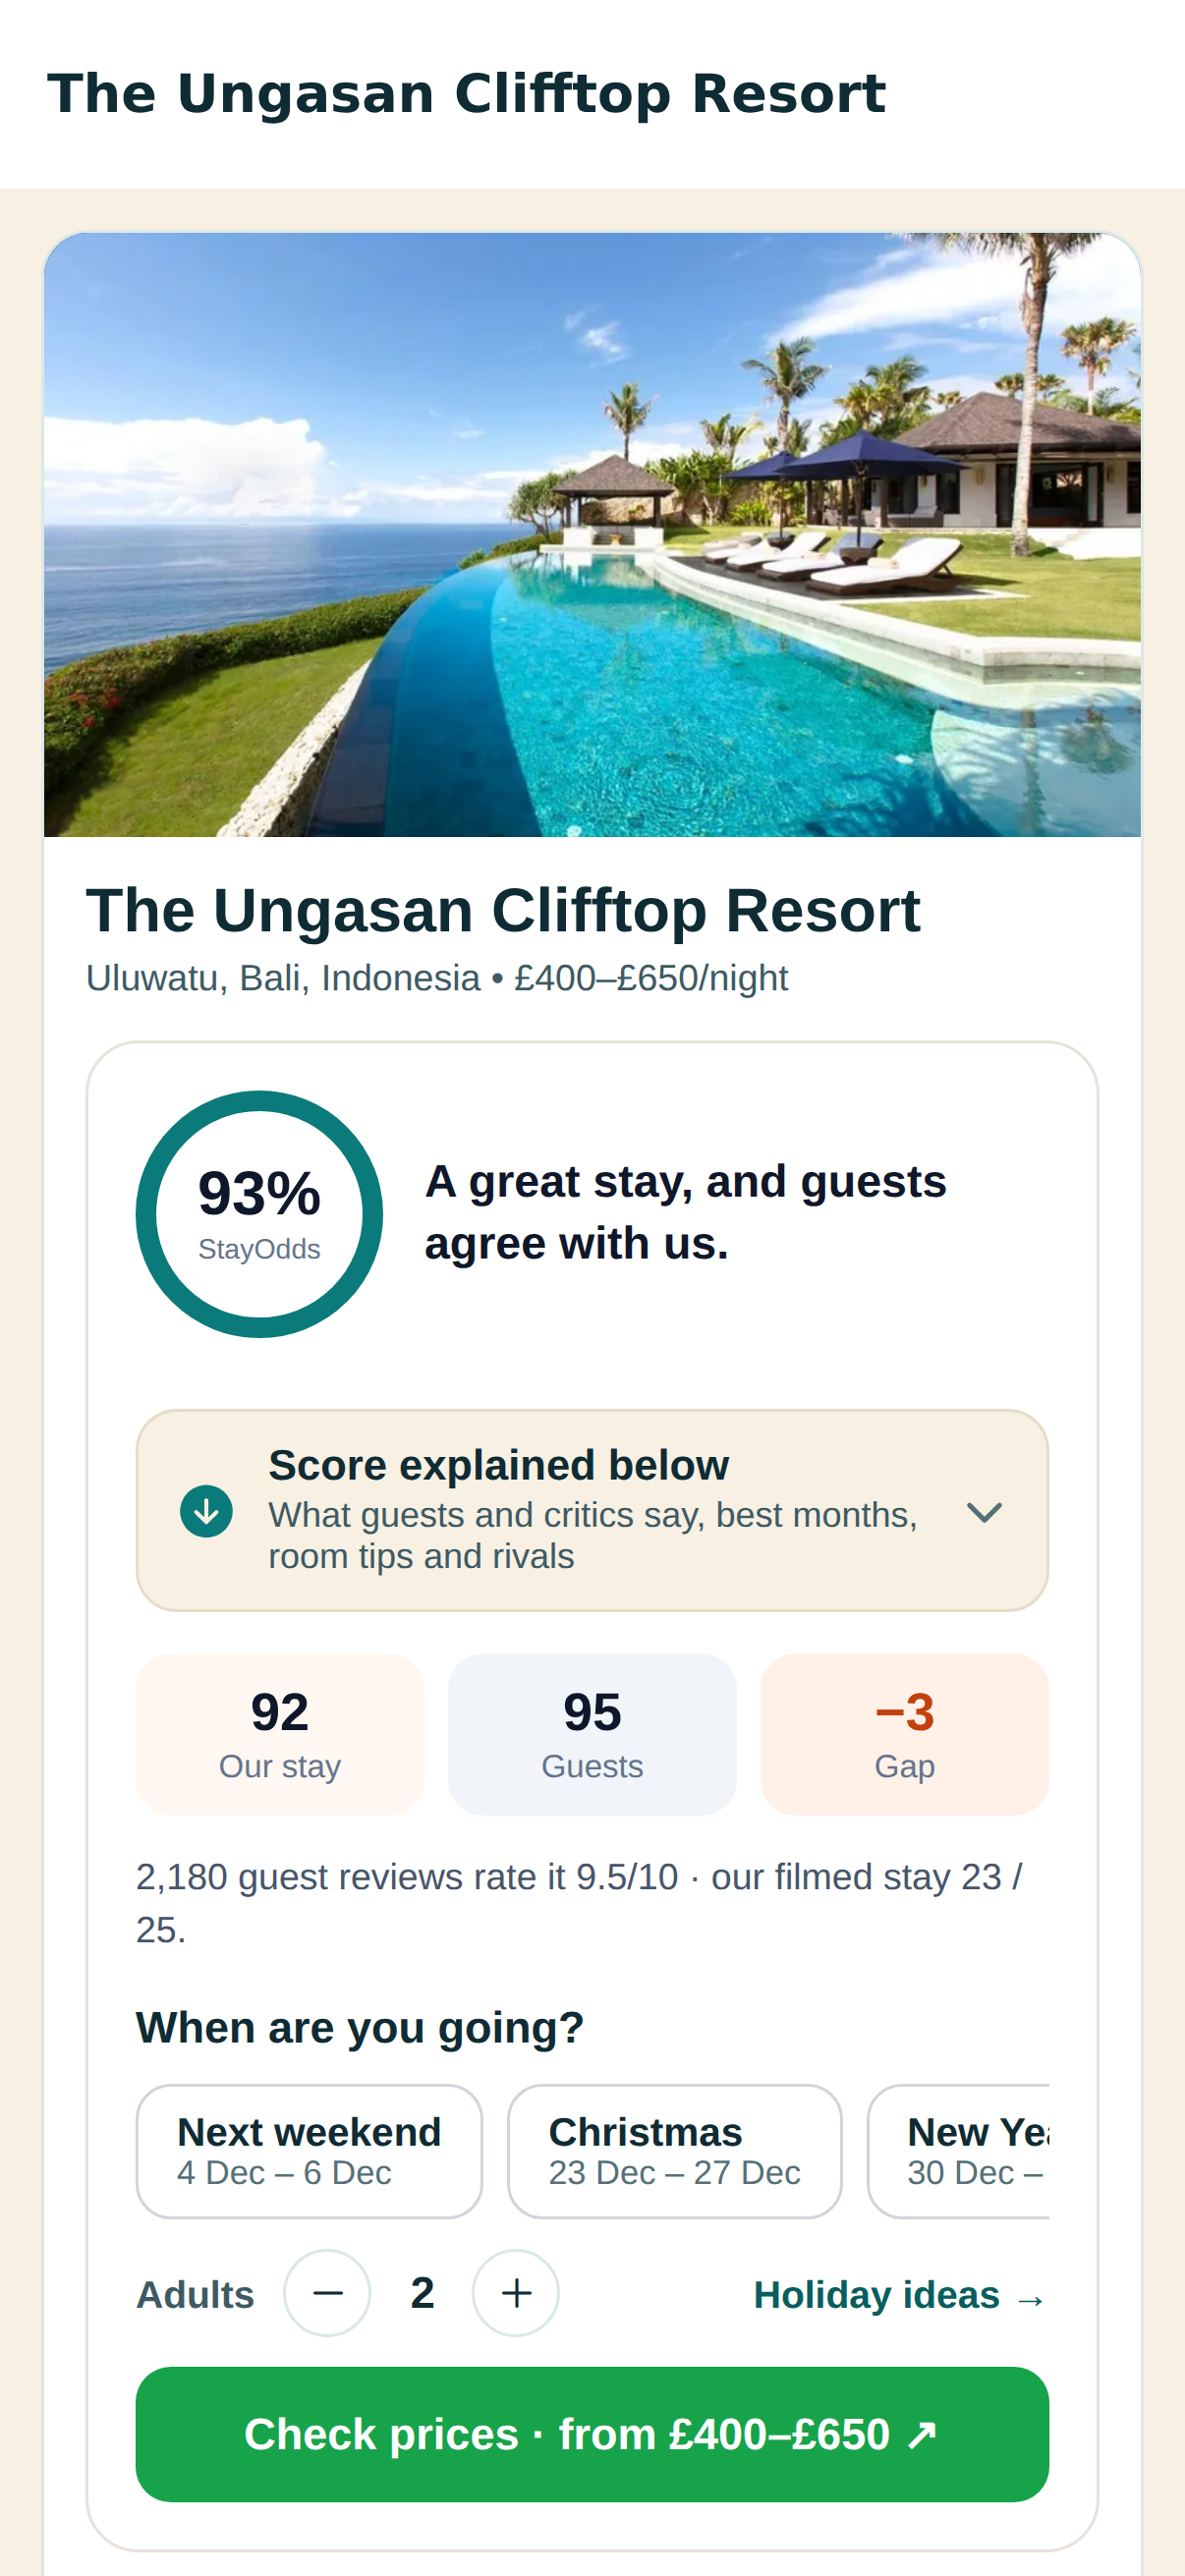 The Ungasan Clifftop Resort
The Ungasan Clifftop Resort
Uluwatu, Bali, Indonesia • £400–£650/night
93%
StayOdds
A great stay, and guests
agree with us.
Score explained below
What guests and critics say, best months,
room tips and rivals
92
Our stay
95
Guests
−3
Gap
2,180 guest reviews rate it 9.5/10 · our filmed stay 23 /
25.
When are you going?
Next weekend
4 Dec – 6 Dec
Christmas
23 Dec – 27 Dec
New Yea
30 Dec –
Adults − 2 +
Holiday ideas →
Check prices · from £400–£650 ↗